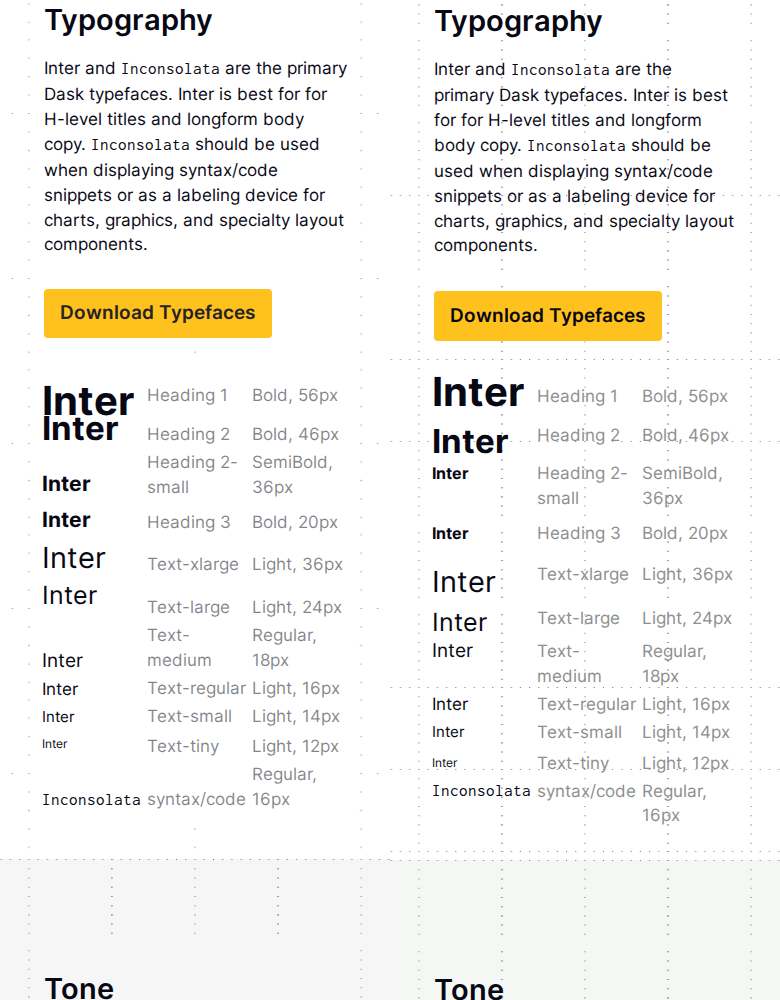 Typography
Inter and Inconsolata are the primary
Dask typefaces. Inter is best for for
H-level titles and longform body
copy. Inconsolata should be used
when displaying syntax/code
snippets or as a labeling device for
charts, graphics, and specialty layout
components.
Download Typefaces
Inter Heading 1 Bold, 56px
Inter Heading 2 Bold, 46px
Heading 2- SemiBold,
Inter small 36px
Inter Heading 3 Bold, 20px
Inter Text-xlarge Light, 36px
Inter Text-large Light, 24px
Text- Regular,
Inter medium 18px
Inter Text-regular Light, 16px
Inter Text-small Light, 14px
Inter Text-tiny Light, 12px
Regular,
Inconsolata syntax/code 16px
Tone
Typography
Inter and Inconsolata are the
primary Dask typefaces. Inter is best
for for H-level titles and longform
body copy. Inconsolata should be
used when displaying syntax/code
snippets or as a labeling device for
charts, graphics, and specialty layout
components.
Download Typefaces
Inter Heading 1 Bold, 56px
Inter Heading 2 Bold, 46px
Inter Heading 2- SemiBold,
small 36px
Inter Heading 3 Bold, 20px
Inter Text-xlarge Light, 36px
Inter Text-large Light, 24px
Inter Text- Regular,
medium 18px
Inter Text-regular Light, 16px
Inter Text-small Light, 14px
Inter Text-tiny Light, 12px
Inconsolata syntax/code Regular,
16px
Tone